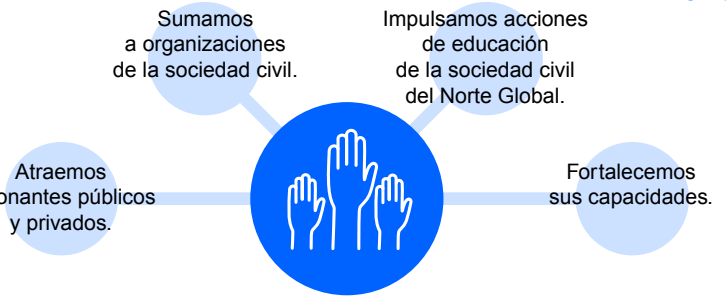 Sumamos
a organizaciones
de la sociedad civil.
Impulsamos acciones
de educación
de la sociedad civil
del Norte Global.
Atraemos
onantes públicos
y privados.
Fortalecemos
sus capacidades.